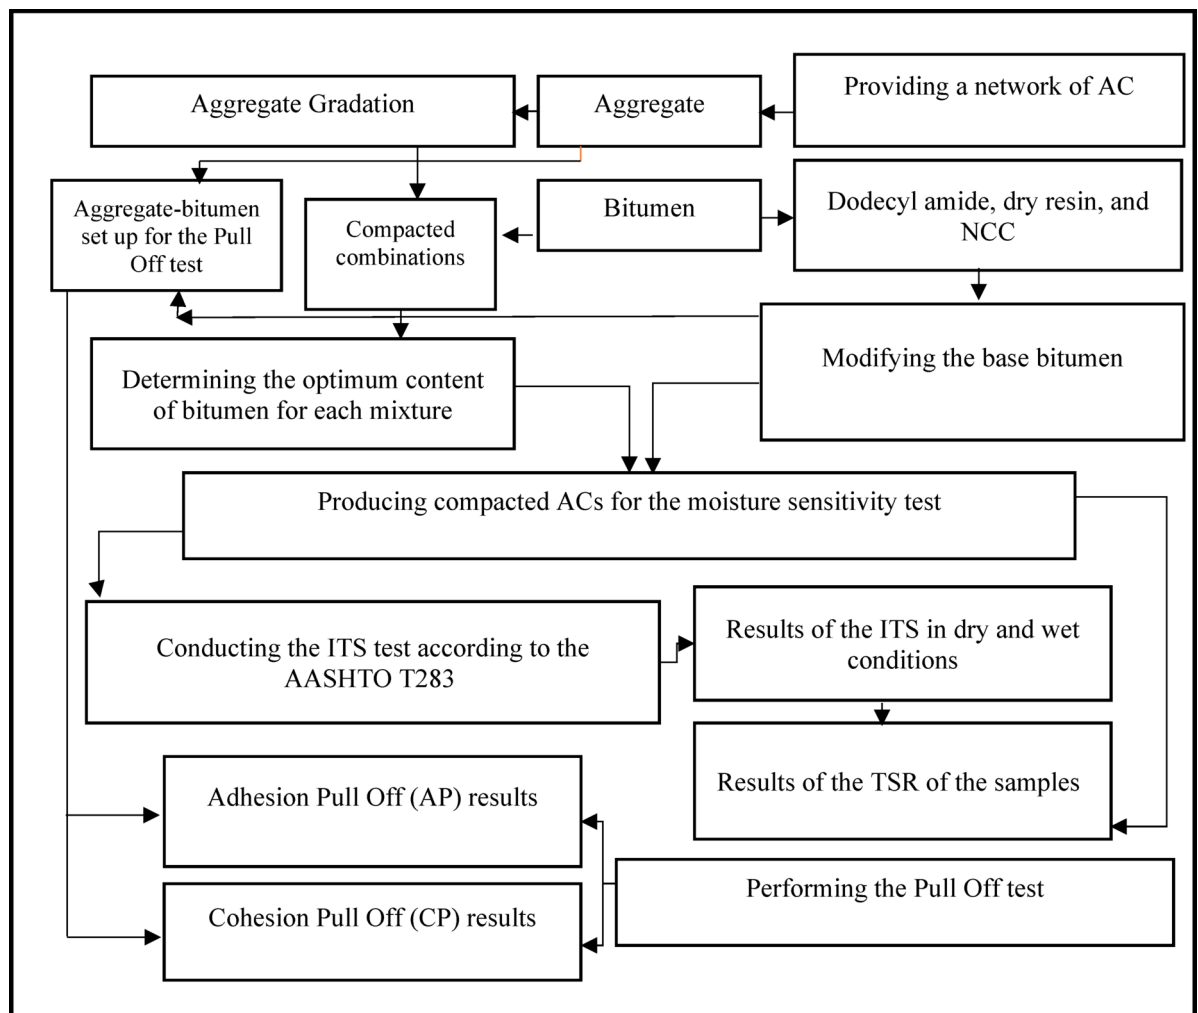 Providing a network of AC
Aggregate
Aggregate Gradation
Aggregate-bitumen
set up for the Pull
Off test
Compacted
combinations
Bitumen
Dodecyl amide, dry resin, and
NCC
Modifying the base bitumen
Determining the optimum content
of bitumen for each mixture
Producing compacted ACs for the moisture sensitivity test
Conducting the ITS test according to the
AASHTO T283
Results of the ITS in dry and wet
conditions
Results of the TSR of the samples
Adhesion Pull Off (AP) results
Performing the Pull Off test
Cohesion Pull Off (CP) results